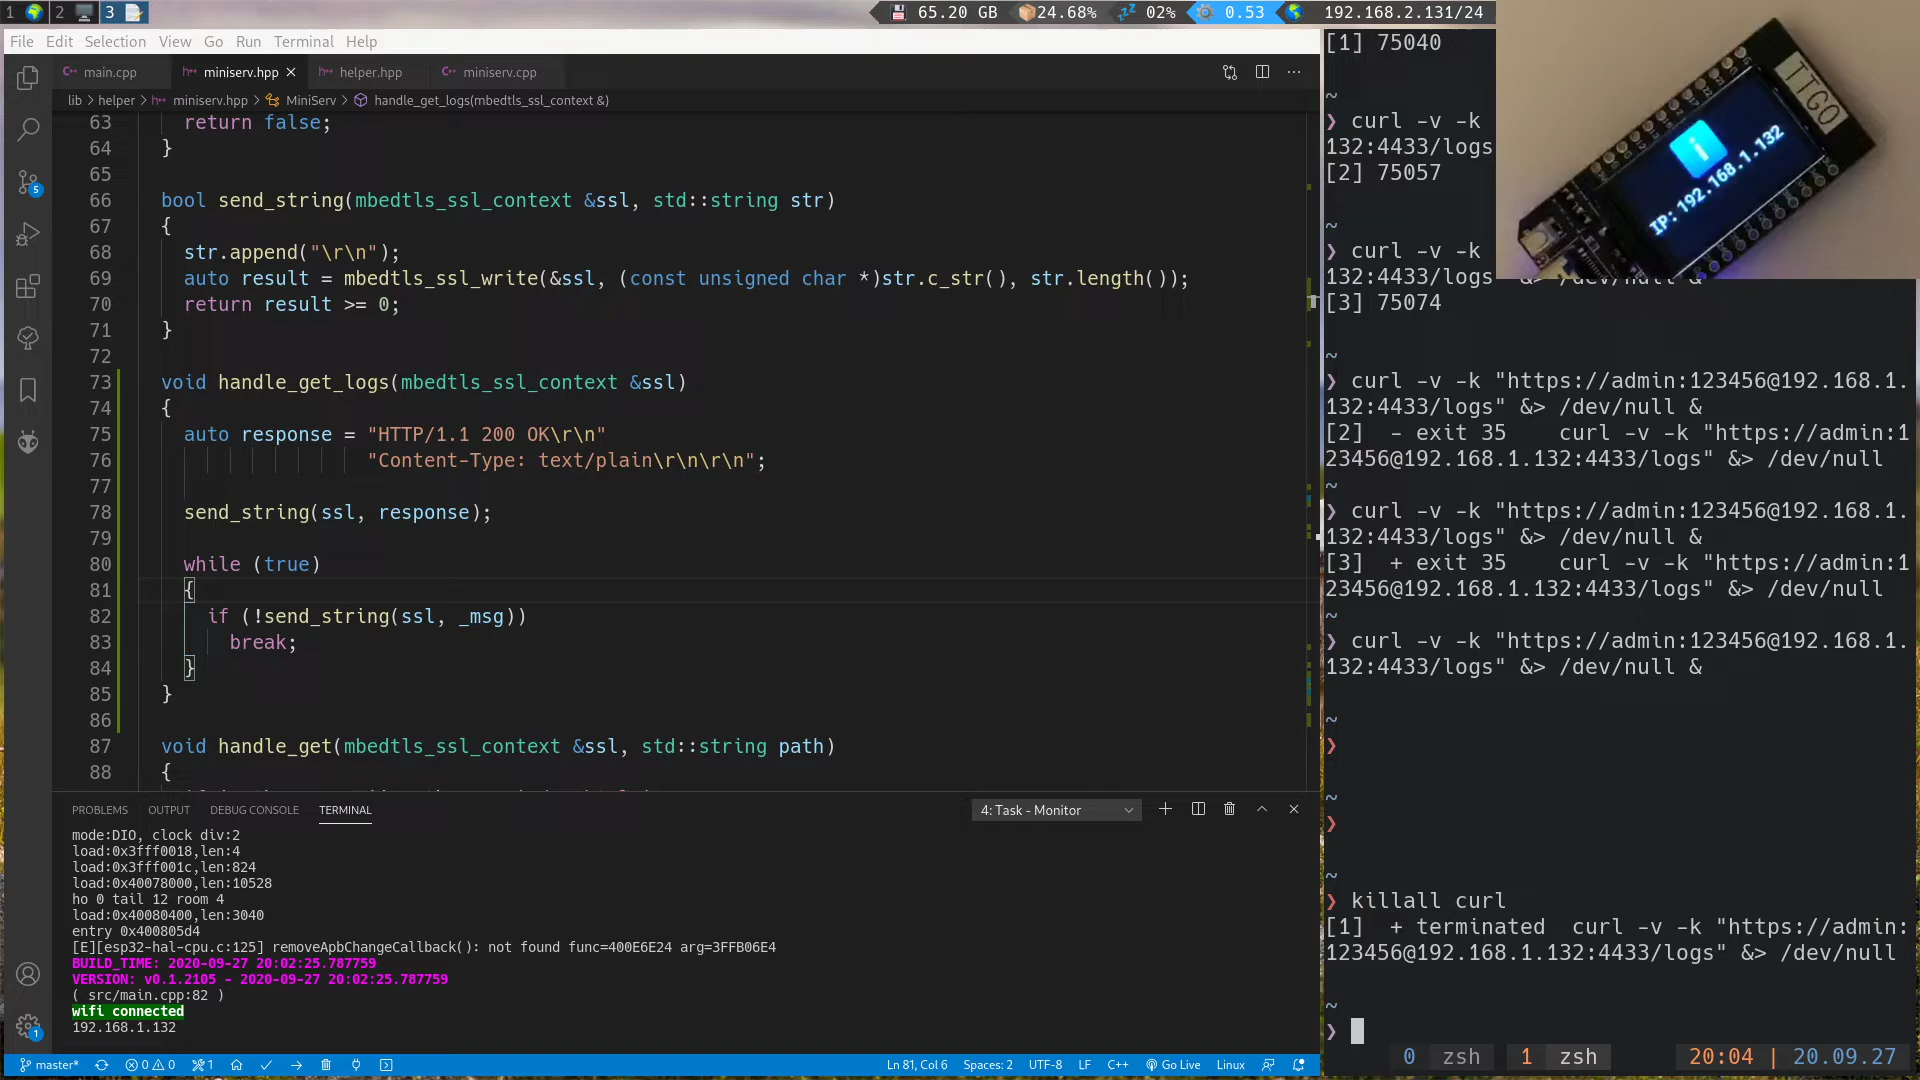 1 2 3 65.20 GB 24.68% 02% 0.53 192.168.2.131/24
File Edit Selection View Go Run Terminal Help
main.cpp miniserv.hpp helper.hpp miniserv.cpp
lib > helper > miniserv.hpp > MiniServ > handle_get_logs(mbedtls_ssl_context &)
63 return false;
64 }
65
66 bool send_string(mbedtls_ssl_context &ssl, std::string str)
67 {
68 str.append("\r\n");
69 auto result = mbedtls_ssl_write(&ssl, (const unsigned char *)str.c_str(), str.length());
70 return result >= 0;
71 }
72
73 void handle_get_logs(mbedtls_ssl_context &ssl)
74 {
75 auto response = "HTTP/1.1 200 OK\r\n"
76 "Content-Type: text/plain\r\n\r\n";
77
78 send_string(ssl, response);
79
80 while (true)
81 {
82 if (!send_string(ssl, _msg))
83 break;
84 }
85 }
86
87 void handle_get(mbedtls_ssl_context &ssl, std::string path)
88 {
5
1
PROBLEMS OUTPUT DEBUG CONSOLE TERMINAL 4: Task - Monitor
mode:DIO, clock div:2
load:0x3fff0018,len:4
load:0x3fff001c,len:824
load:0x40078000,len:10528
ho 0 tail 12 room 4
load:0x40080400,len:3040
entry 0x400805d4
[E][esp32-hal-cpu.c:125] removeApbChangeCallback(): not found func=400E6E24 arg=3FFB06E4
BUILD_TIME: 2020-09-27 20:02:25.787759
VERSION: v0.1.2105 - 2020-09-27 20:02:25.787759
( src/main.cpp:82 )
wifi connected
192.168.1.132
master* 0 0 1 Ln 81, Col 6 Spaces: 2 UTF-8 LF C++ Go Live Linux
[1] 75040
~
❯ curl -v -k
132:4433/logs
[2] 75057
~
❯ curl -v -k
132:4433/logs" &> /dev/null &
[3] 75074
~
❯ curl -v -k "https://admin:123456@192.168.1.
132:4433/logs" &> /dev/null &
[2] - exit 35 curl -v -k "https://admin:1
23456@192.168.1.132:4433/logs" &> /dev/null
~
❯ curl -v -k "https://admin:123456@192.168.1.
132:4433/logs" &> /dev/null &
[3] + exit 35 curl -v -k "https://admin:1
23456@192.168.1.132:4433/logs" &> /dev/null
~
❯ curl -v -k "https://admin:123456@192.168.1.
132:4433/logs" &> /dev/null &
~
❯
~
❯
~
❯ killall curl
[1] + terminated curl -v -k "https://admin:
123456@192.168.1.132:4433/logs" &> /dev/null
~
❯
0 zsh 1 zsh 20:04 | 20.09.27
TTGO
i
IP: 192.168.1.132